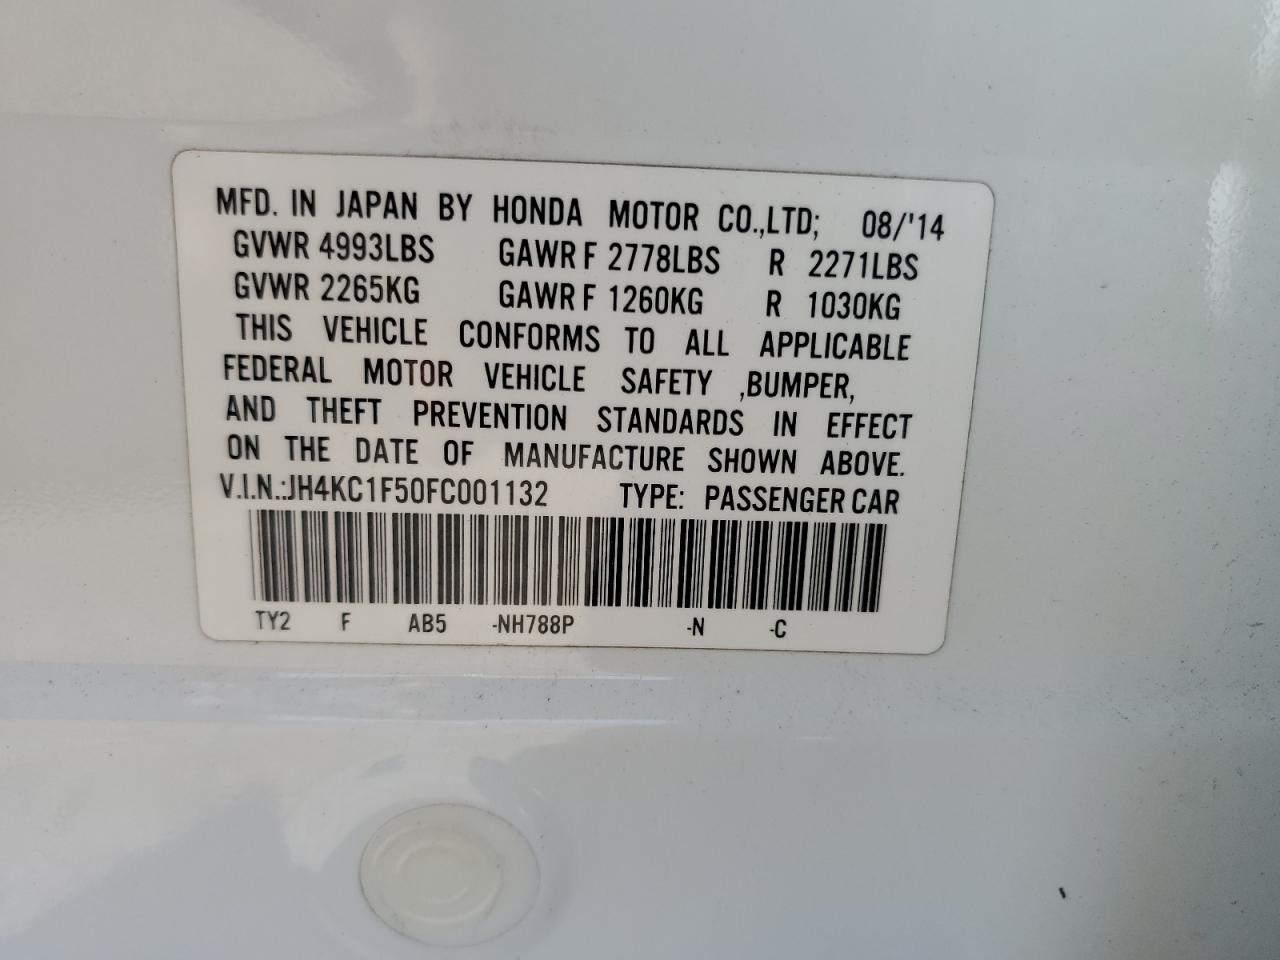 MFD. IN JAPAN BY HONDA MOTOR CO.,LTD; 08/'14
GVWR 4993LBS GAWR F 2778LBS R 2271LBS
GVWR 2265KG GAWR F 1260KG R 1030KG
THIS VEHICLE CONFORMS TO ALL APPLICABLE
FEDERAL MOTOR VEHICLE SAFETY ,BUMPER,
AND THEFT PREVENTION STANDARDS IN EFFECT
ON THE DATE OF MANUFACTURE SHOWN ABOVE.
V.I.N.:JH4KC1F50FC001132 TYPE: PASSENGER CAR
TY2 F AB5 -NH788P -N -C